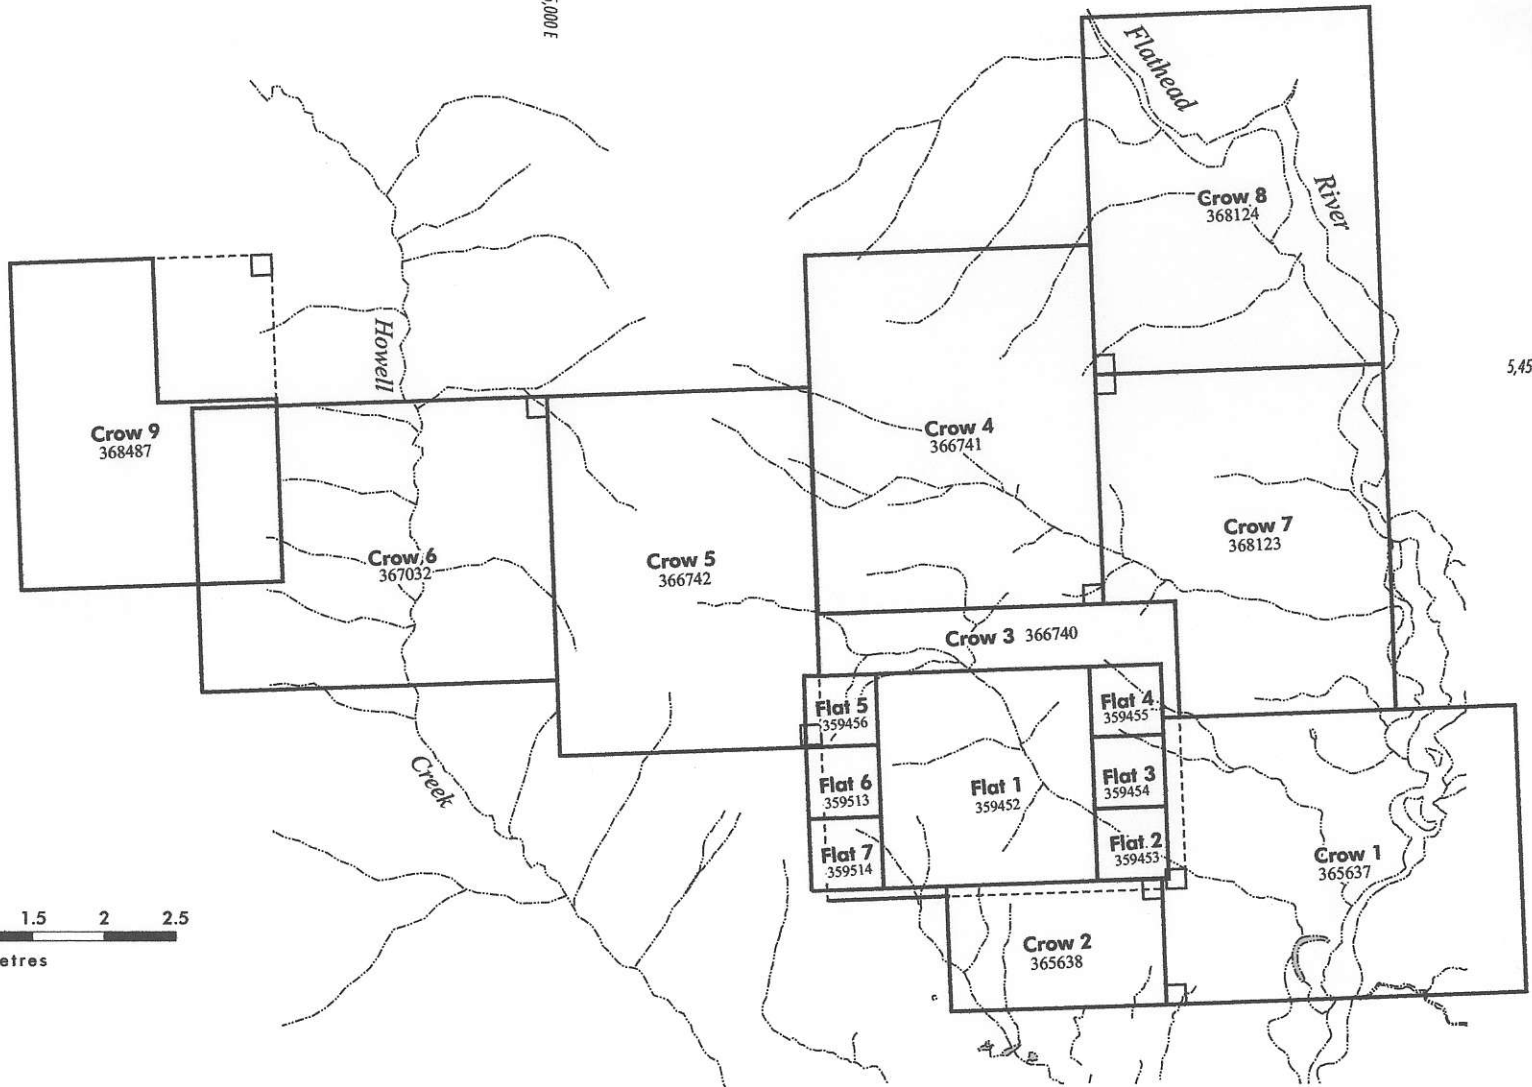 5,000 E
Flathead
River
Crow 8
368124
Howell
5,45
Crow 9
368487
Crow 4
366741
Crow 7
368123
Crow 6
367032
Crow 5
366742
Crow 3 366740
Flat 5
359456
Flat 4
359455
Creek
Flat 6
359513
Flat 1
359452
Flat 3
359454
Flat 7
359514
Flat 2
359453
Crow 1
365637
1.5 2 2.5
etres
Crow 2
365638